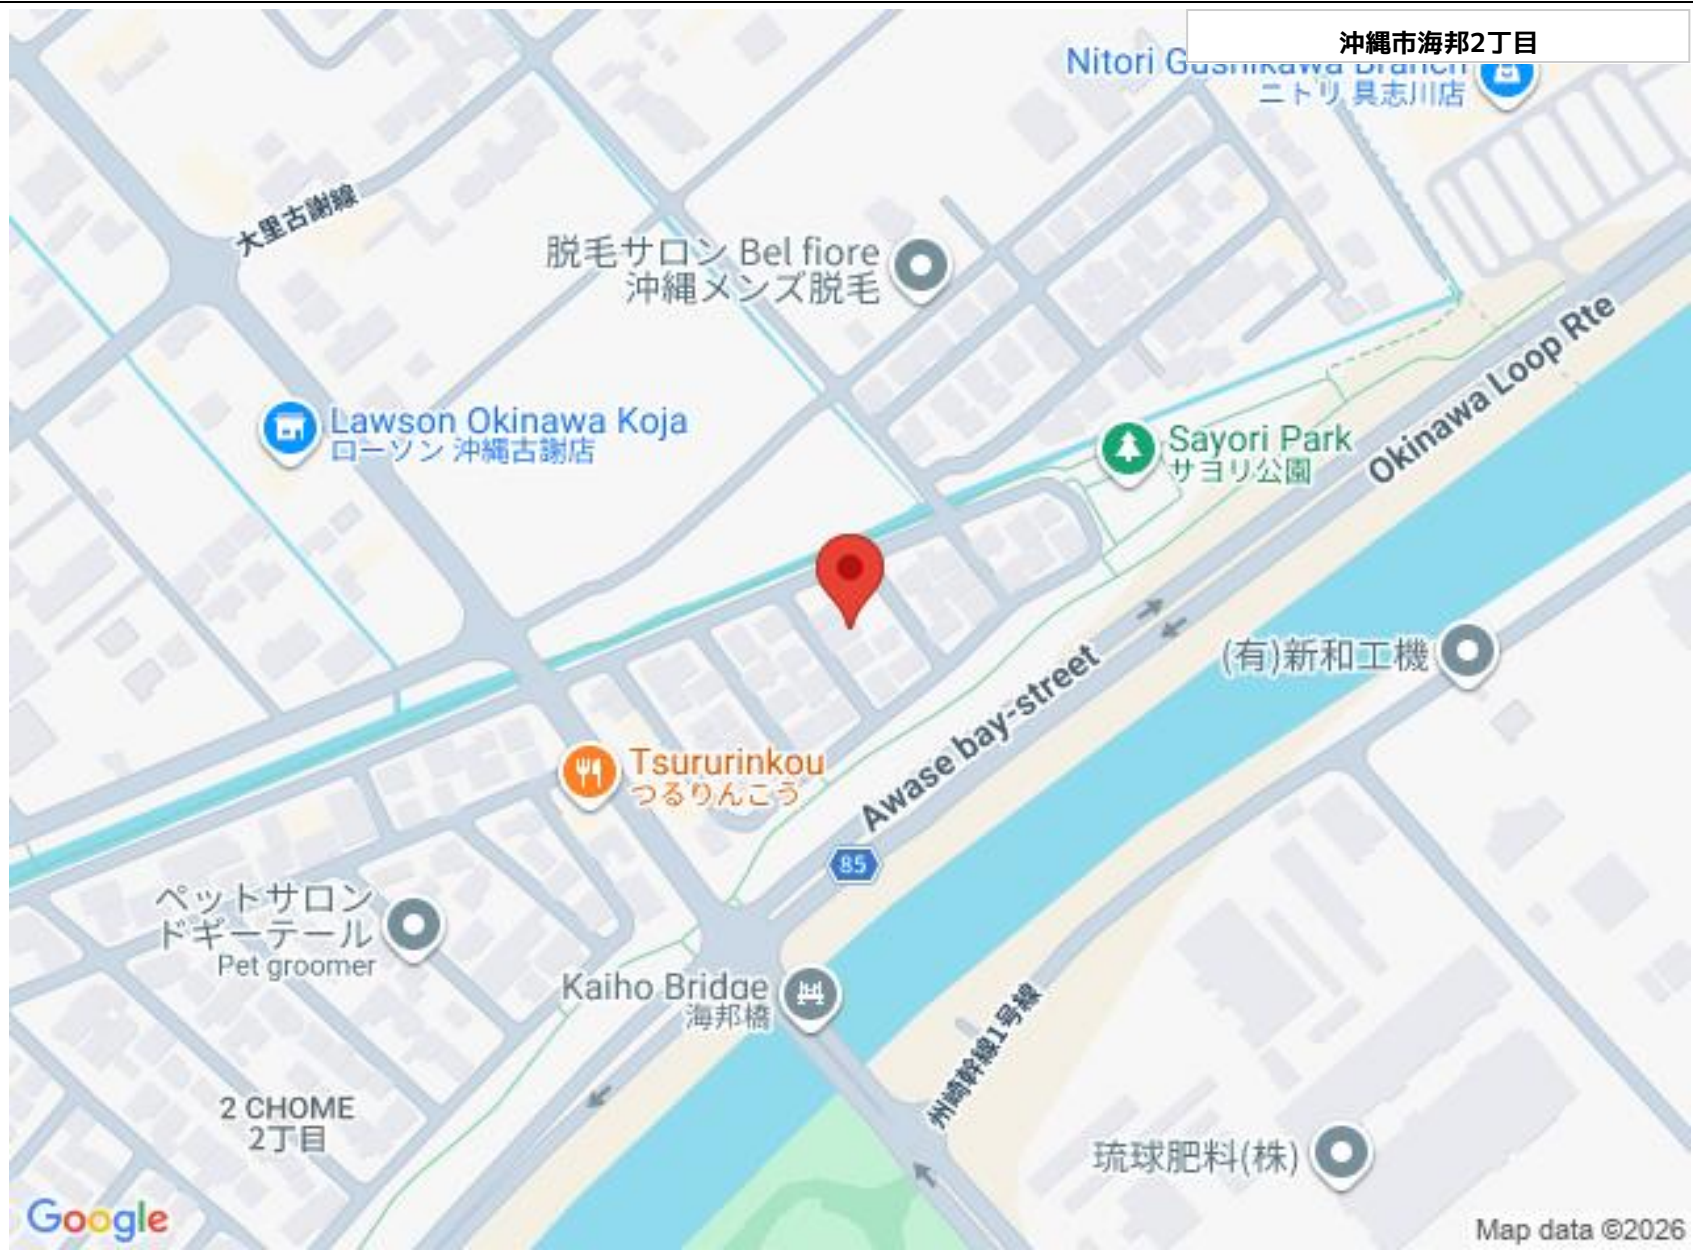 沖縄市海邦2丁目
Nitori Gushikawa Branch
ニトリ 具志川店
大里古謝線
脱毛サロン Bel fiore
沖縄メンズ脱毛
Okinawa Loop Rte
Lawson Okinawa Koja
ローソン 沖縄古謝店
Sayori Park
サヨリ公園
(有)新和工機
Awase bay-street
Tsururinkou
つるりんこう
85
ペットサロン
ドギーテール
Pet groomer
Kaiho Bridge
海邦橋
州崎幹線1号線
2 CHOME
2丁目
琉球肥料(株)
Google
Map data ©2026